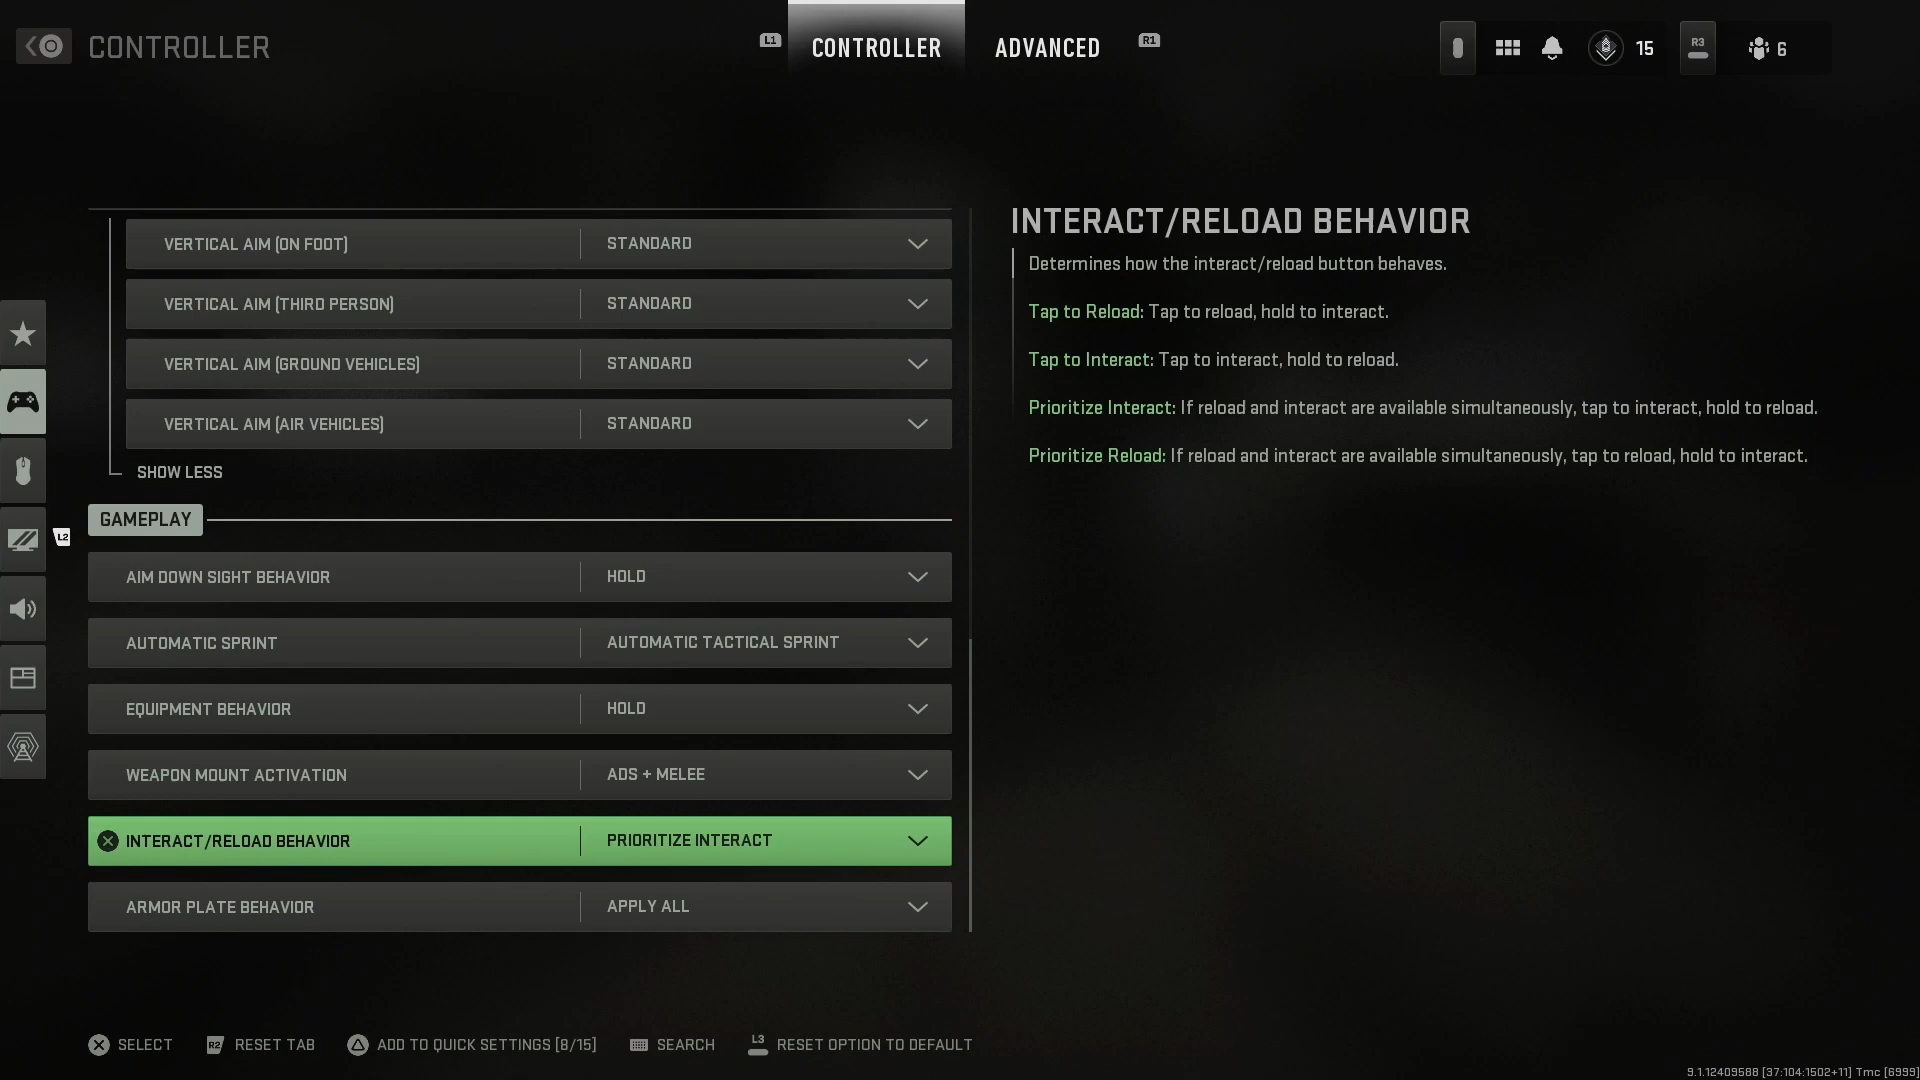 CONTROLLER
L1
CONTROLLER
ADVANCED
R1
15
R3
6
VERTICAL AIM (ON FOOT)
STANDARD
VERTICAL AIM (THIRD PERSON)
STANDARD
VERTICAL AIM (GROUND VEHICLES)
STANDARD
VERTICAL AIM (AIR VEHICLES)
STANDARD
SHOW LESS
GAMEPLAY
L2
AIM DOWN SIGHT BEHAVIOR
HOLD
AUTOMATIC SPRINT
AUTOMATIC TACTICAL SPRINT
EQUIPMENT BEHAVIOR
HOLD
WEAPON MOUNT ACTIVATION
ADS + MELEE
INTERACT/RELOAD BEHAVIOR
PRIORITIZE INTERACT
ARMOR PLATE BEHAVIOR
APPLY ALL
INTERACT/RELOAD BEHAVIOR
Determines how the interact/reload button behaves.
Tap to Reload: Tap to reload, hold to interact.
Tap to Interact: Tap to interact, hold to reload.
Prioritize Interact: If reload and interact are available simultaneously, tap to interact, hold to reload.
Prioritize Reload: If reload and interact are available simultaneously, tap to reload, hold to interact.
SELECT
R2 RESET TAB
ADD TO QUICK SETTINGS [8/15]
SEARCH
L3 RESET OPTION TO DEFAULT
9.1.12409588 [37:104:1502+11] Tmc [6999]